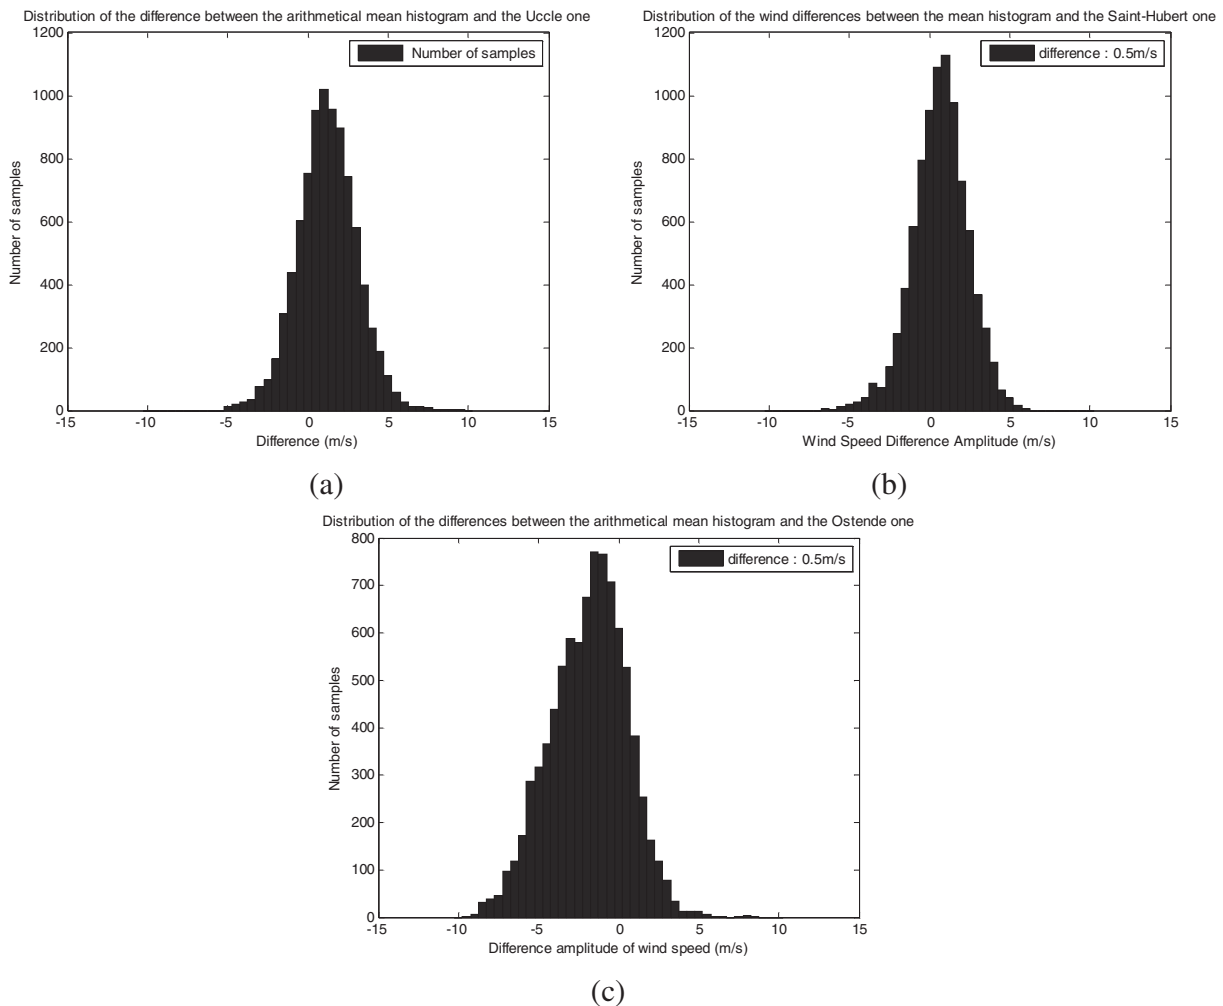 Distribution of the difference between the arithmetical mean histogram and the Uccle one
1200
1000
800
600
400
200
0
Number of samples
Number of samples
-15 -10 -5 0 5 10 15
Difference (m/s)
(a)
Distribution of the wind differences between the mean histogram and the Saint-Hubert one
1200
1000
800
600
400
200
0
Number of samples
difference : 0.5m/s
-15 -10 -5 0 5 10 15
Wind Speed Difference Amplitude (m/s)
(b)
Distribution of the differences between the arithmetical mean histogram and the Ostende one
800
700
600
500
400
300
200
100
0
Number of samples
difference : 0.5m/s
-15 -10 -5 0 5 10 15
Difference amplitude of wind speed (m/s)
(c)